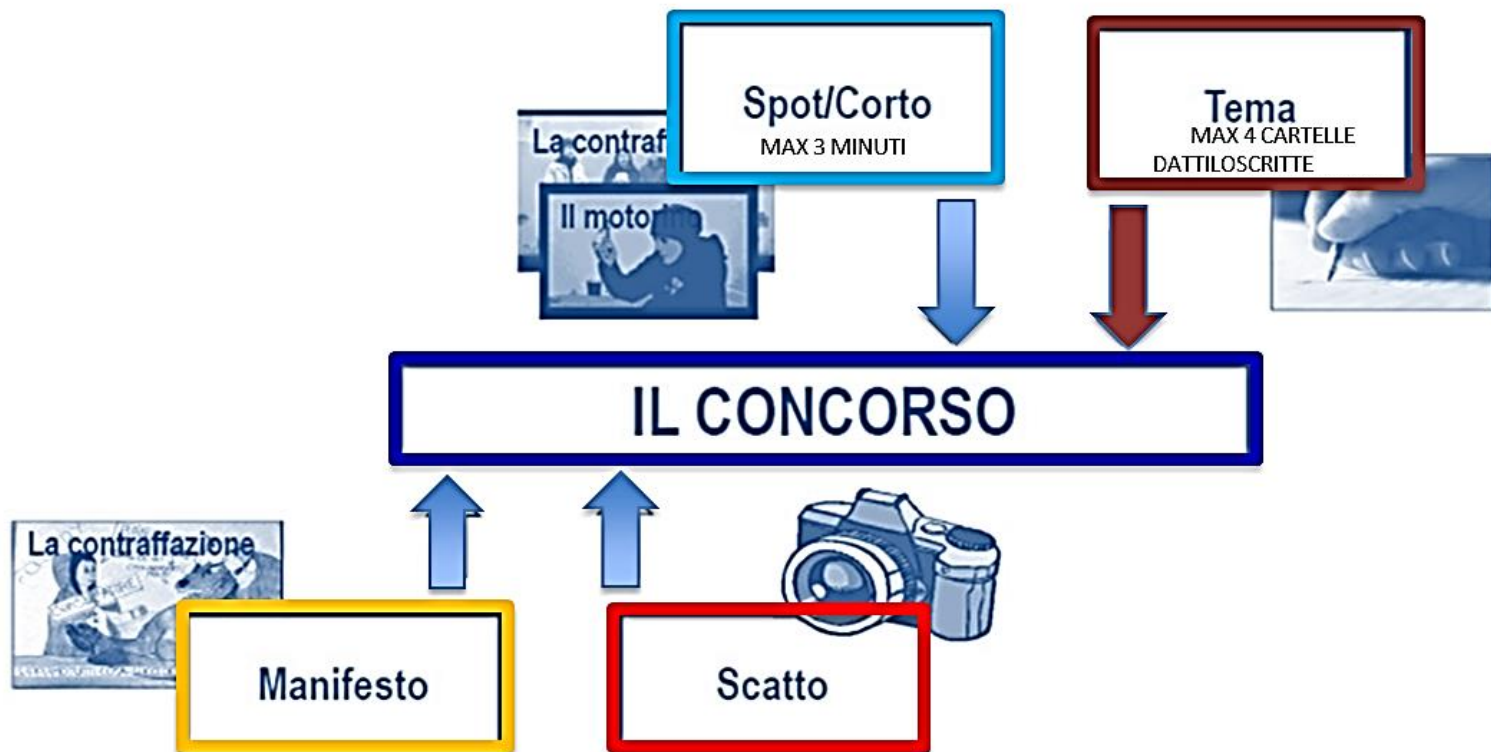 Spot/Corto
MAX 3 MINUTI
Tema
MAX 4 CARTELLE
DATTILOSCRITTE
La contraf
Il motorino
IL CONCORSO
La contraffazione
Manifesto
Scatto